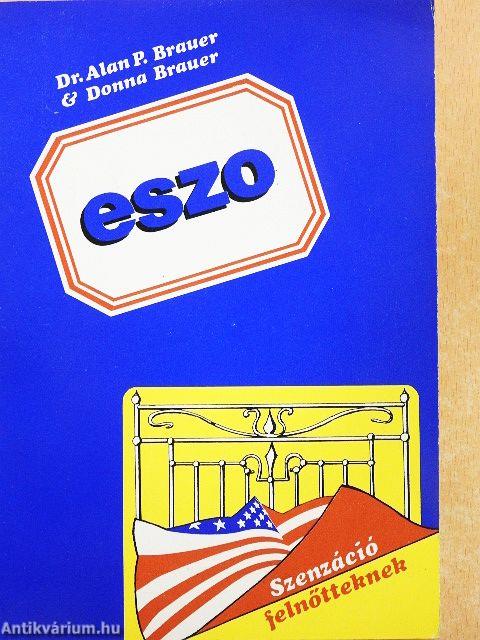 Dr. Alan P. Brauer
& Donna Brauer
eszo
Szenzáció
felnőtteknek
Antikvárium.hu